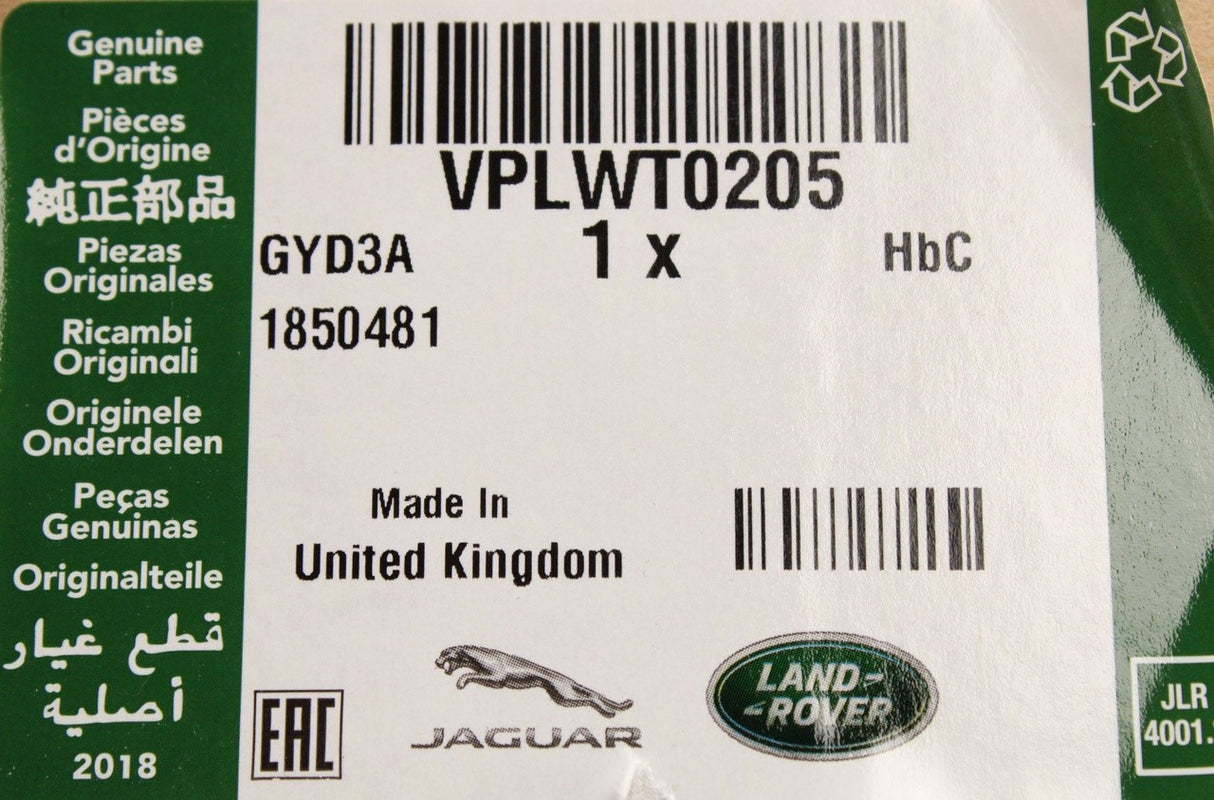 Genuine
Parts
Pièces
d'Origine
純正部品
Piezas
Originales
Ricambi
Originali
Originele
Onderdelen
Peças
Genuinas
Originalteile
قطع غيار
أصلية
2018
VPLWT0205
GYD3A
1 x
HbC
1850481
Made In
United Kingdom
EAC
JAGUAR
LAND-
-ROVER
JLR
4001.